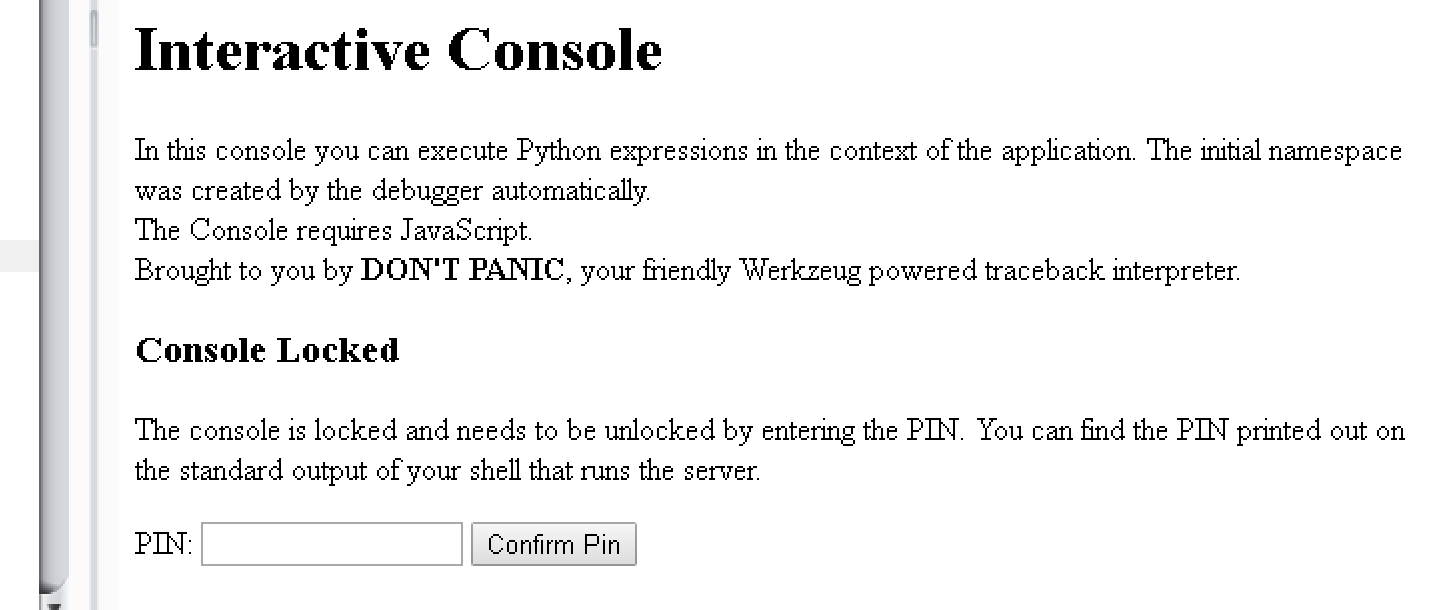 Interactive Console
In this console you can execute Python expressions in the context of the application. The initial namespace
was created by the debugger automatically.
The Console requires JavaScript.
Brought to you by DON'T PANIC, your friendly Werkzeug powered traceback interpreter.
Console Locked
The console is locked and needs to be unlocked by entering the PIN. You can find the PIN printed out on
the standard output of your shell that runs the server.
PIN: Confirm Pin